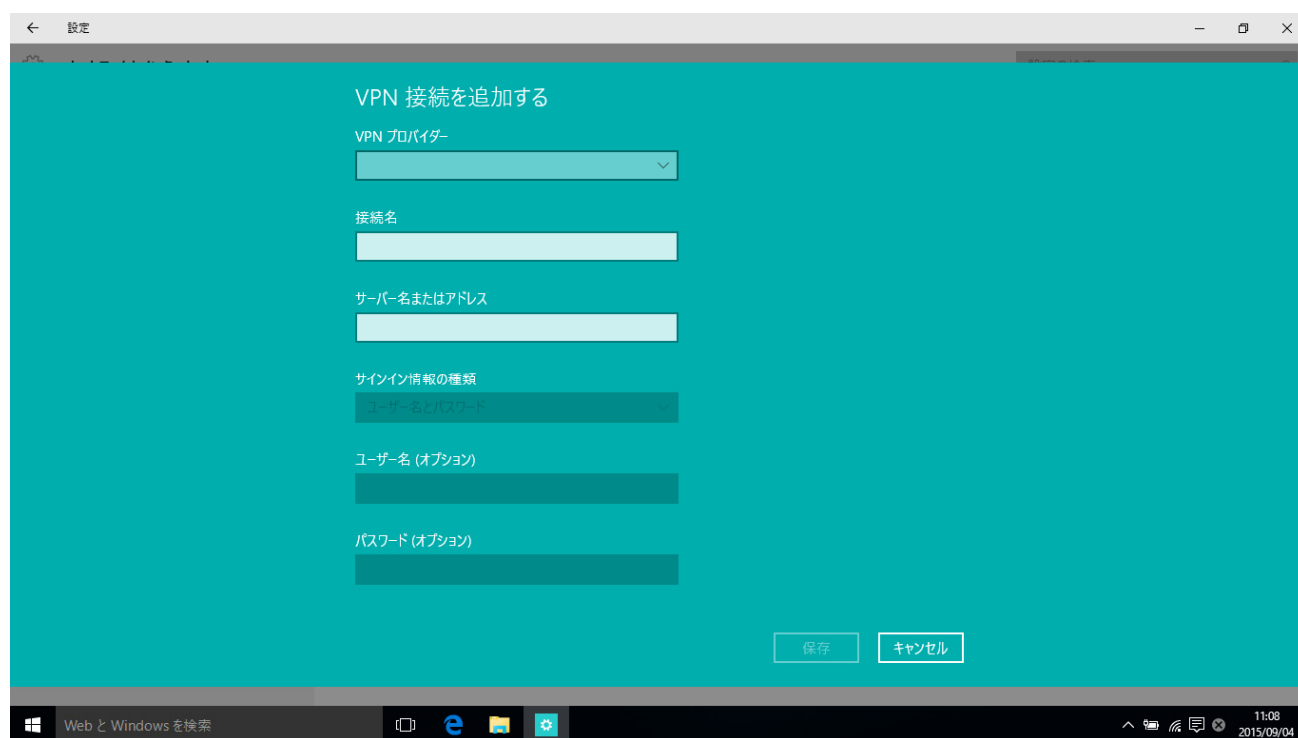 設定
VPN 接続を追加する
VPN プロバイダー
接続名
サーバー名またはアドレス
サインイン情報の種類
ユーザー名とパスワード
ユーザー名 (オプション)
パスワード (オプション)
保存
キャンセル
Web と Windows を検索
11:08
2015/09/04